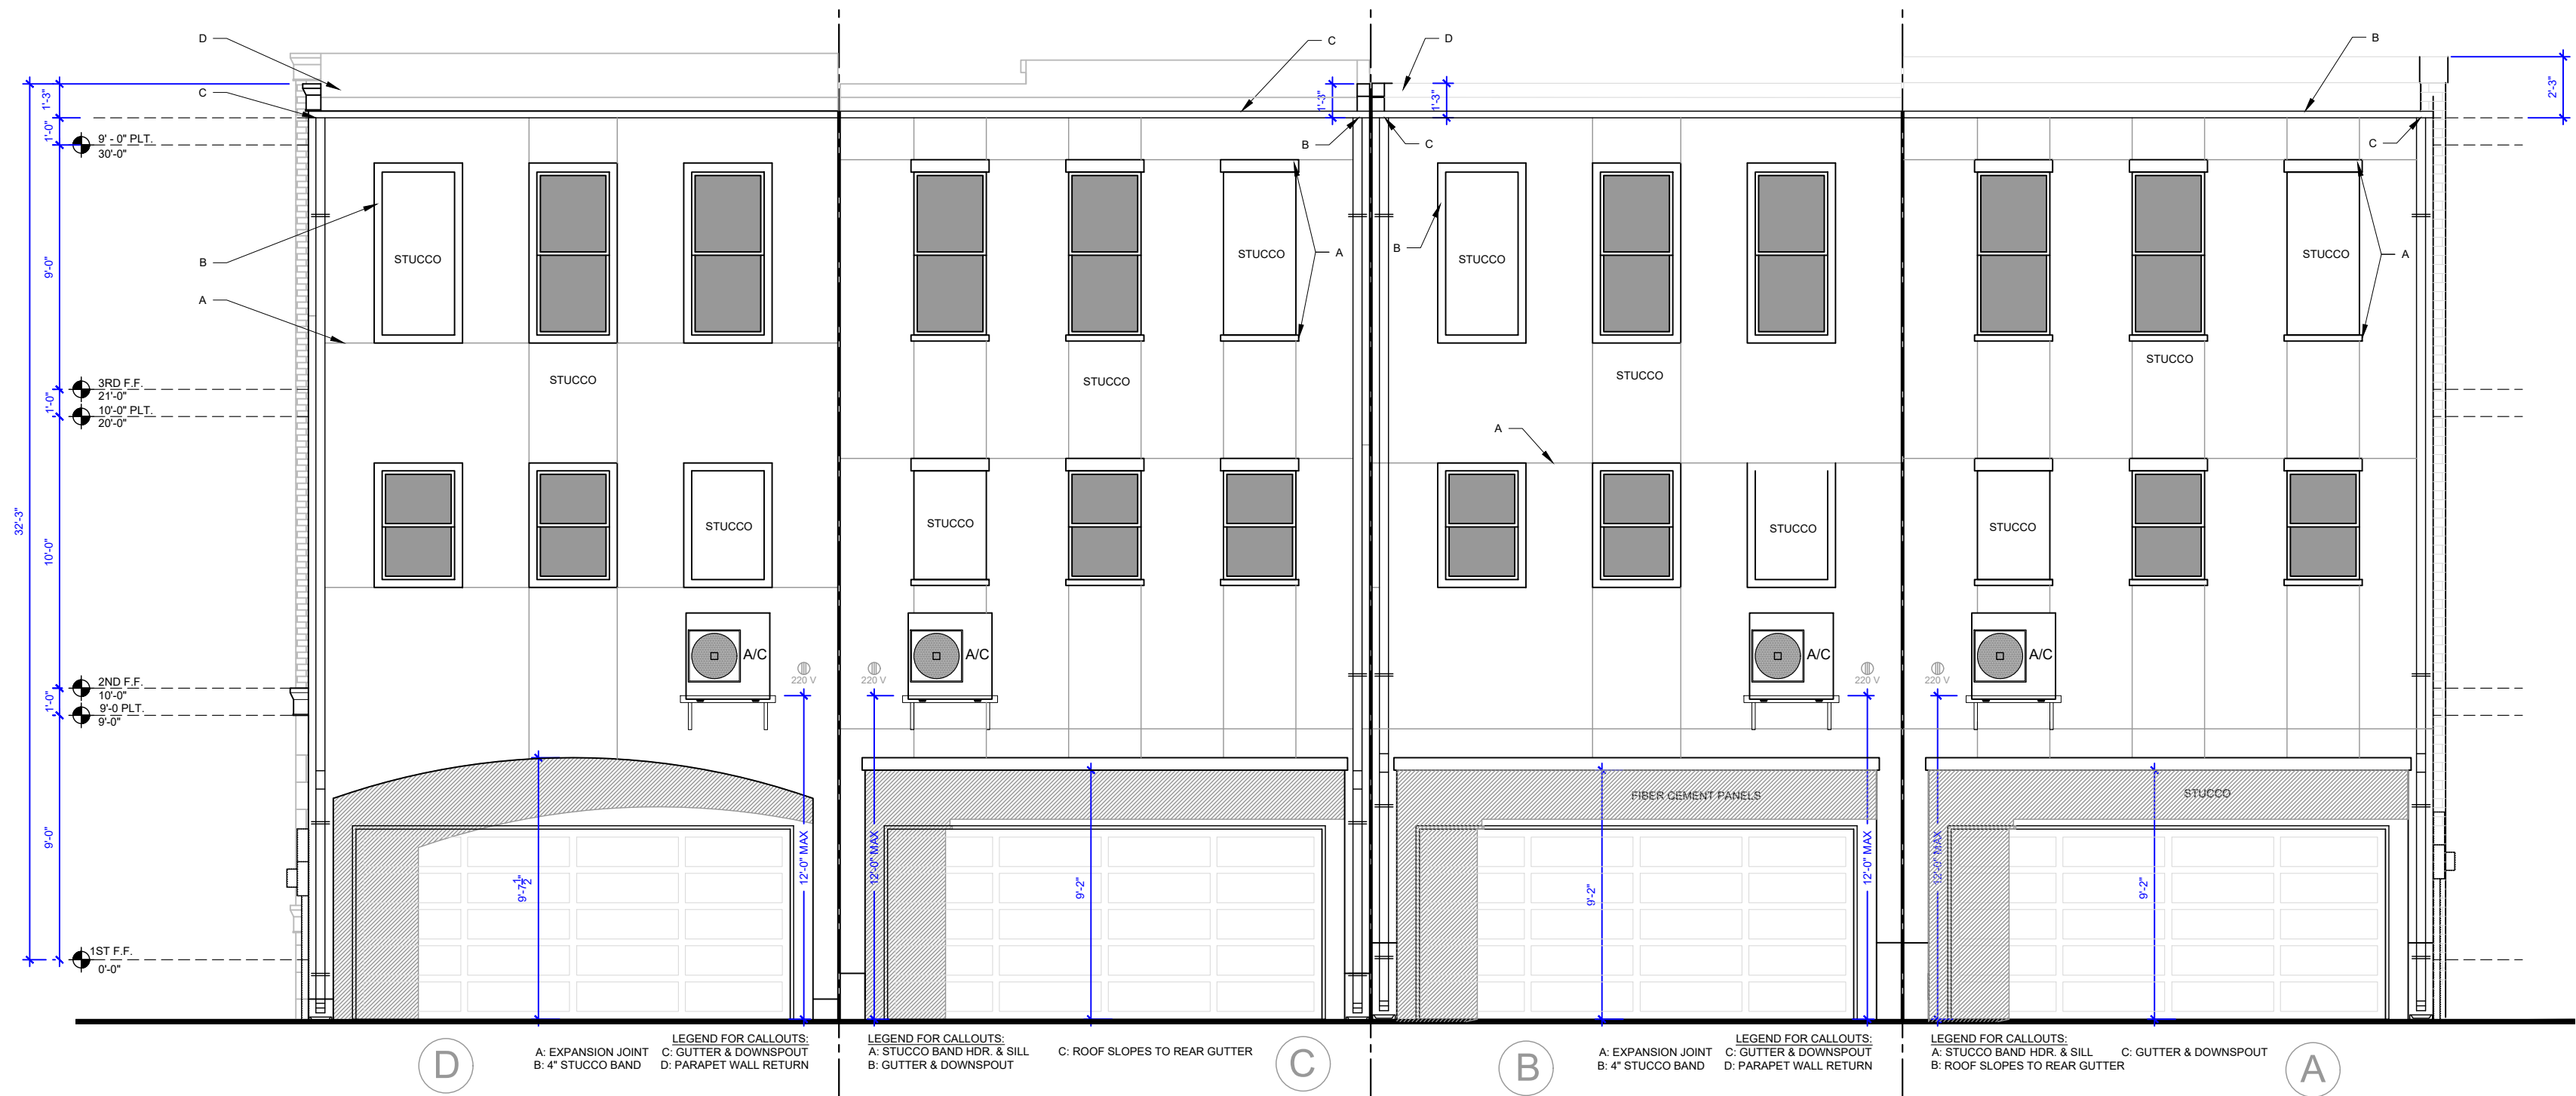 D
C
D
B
C
1'-3"
1'-0"
9' - 0" PLT.
30'-0"
1'-3"
1'-3"
2'-3"
B
C
C
B
STUCCO
STUCCO
A
B
STUCCO
STUCCO
A
9'-0"
A
3RD F.F.
21'-0"
1'-0"
10'-0" PLT.
20'-0"
STUCCO
STUCCO
STUCCO
STUCCO
A
32'-3"
10'-0"
STUCCO
STUCCO
STUCCO
STUCCO
A/C
220 V
220 V
A/C
A/C
220 V
220 V
A/C
2ND F.F.
10'-0"
1'-0"
9'-0 PLT.
9'-0"
9'-0"
FIBER CEMENT PANELS
STUCCO
9'-7 1/2"
12'-0" MAX
12'-0" MAX
9'-2"
9'-2"
12'-0" MAX
12'-0" MAX
9'-2"
1ST F.F.
0'-0"
D
LEGEND FOR CALLOUTS:
A: EXPANSION JOINT C: GUTTER & DOWNSPOUT
B: 4" STUCCO BAND D: PARAPET WALL RETURN
LEGEND FOR CALLOUTS:
A: STUCCO BAND HDR. & SILL C: ROOF SLOPES TO REAR GUTTER
B: GUTTER & DOWNSPOUT
C
B
LEGEND FOR CALLOUTS:
A: EXPANSION JOINT C: GUTTER & DOWNSPOUT
B: 4" STUCCO BAND D: PARAPET WALL RETURN
LEGEND FOR CALLOUTS:
A: STUCCO BAND HDR. & SILL C: GUTTER & DOWNSPOUT
B: ROOF SLOPES TO REAR GUTTER
A